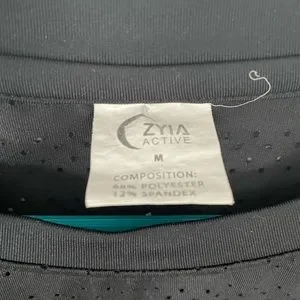 ZYIA
ACTIVE
M
COMPOSITION:
88% POLYESTER
12% SPANDEX